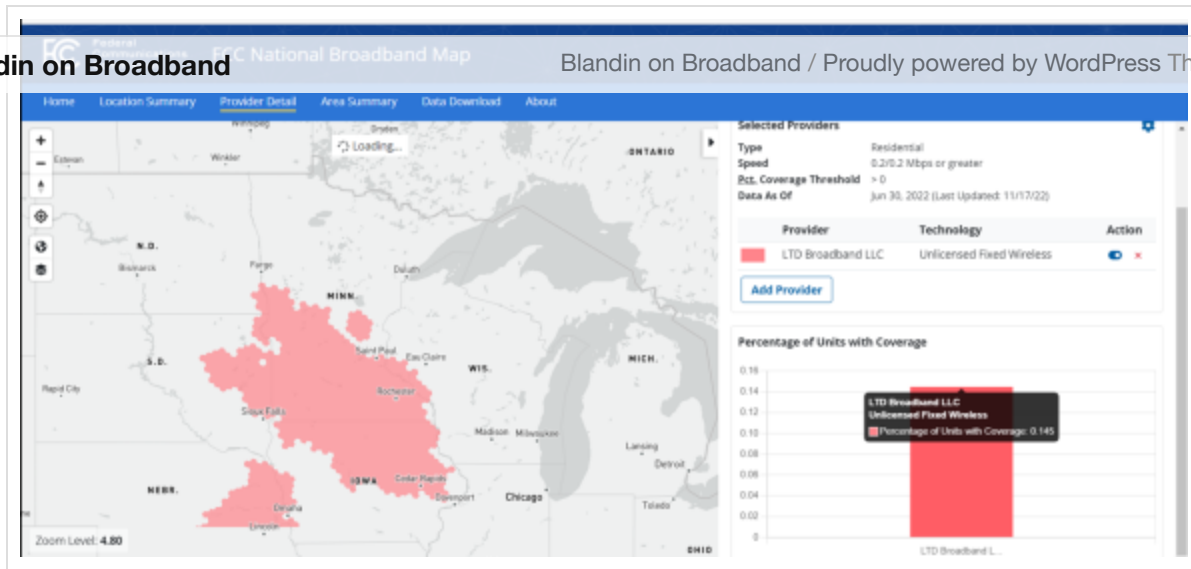 Federal
Communications
FCC FCC National Broadband Map
din on Broadband
Blandin on Broadband / Proudly powered by WordPress Th
Home Location Summary Provider Detail Area Summary Data Download About
+
−
Loading...
Winnipeg
Dryden
Estevan
Winkler
ONTARIO
N.D.
Bismarck
Fargo
Duluth
MINN.
S.D.
Saint Paul
Eau Claire
WIS.
MICH.
Rapid City
Rochester
Sioux Falls
Madison
Milwaukee
Lansing
Detroit
IOWA
Cedar Rapids
NEBR.
Davenport
Chicago
Toledo
Omaha
Lincoln
Zoom Level: 4.80
OHIO
Selected Providers
Type Residential
Speed 0.2/0.2 Mbps or greater
Pct. Coverage Threshold > 0
Data As Of Jun 30, 2022 (Last Updated: 11/17/22)
Provider Technology Action
LTD Broadband LLC Unlicensed Fixed Wireless ×
Add Provider
Percentage of Units with Coverage
0.16
0.14
0.12
0.10
0.08
0.06
0.04
0.02
0
LTD Broadband LLC
Unlicensed Fixed Wireless
Percentage of Units with Coverage: 0.145
LTD Broadband L...